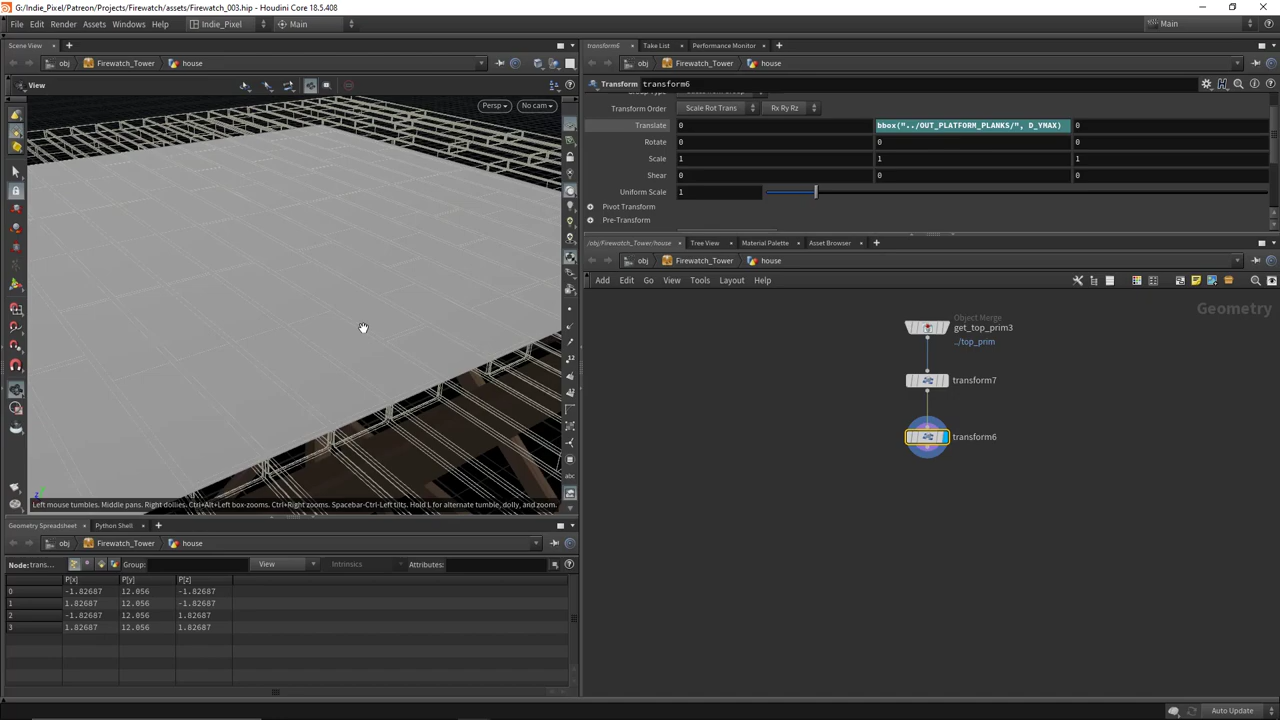 G:/Indie_Pixel/Patreon/Projects/Firewatch/assets/Firewatch_003.hip - Houdini Core 18.5.408
File Edit Render Assets Windows Help Indie_Pixel Main Main
Scene View
obj Firewatch_Tower house
View
Persp No cam
Left mouse tumbles. Middle pans. Right dollies. Ctrl+Alt+Left box-zooms. Ctrl+Right zooms. Spacebar-Ctrl-Left tilts. Hold L for alternate tumble, dolly, and zoom.
Geometry Spreadsheet Python Shell
obj Firewatch_Tower house
Node: trans... Group: View Intrinsics Attributes:
P[x] P[y] P[z]
0 -1.82687 12.056 -1.82687
1 1.82687 12.056 -1.82687
2 -1.82687 12.056 1.82687
3 1.82687 12.056 1.82687
transform6 Take List Performance Monitor
obj Firewatch_Tower house
Transform transform6
Transform Order Scale Rot Trans Rx Ry Rz
Translate 0 bbox("../OUT_PLATFORM_PLANKS/", D_YMAX) 0
Rotate 0 0 0
Scale 1 1 1
Shear 0 0 0
Uniform Scale 1
Pivot Transform
Pre-Transform
/obj/Firewatch_Tower/house Tree View Material Palette Asset Browser
obj Firewatch_Tower house
Add Edit Go View Tools Layout Help
Geometry
Object Merge
get_top_prim3
../top_prim
transform7
transform6
Auto Update